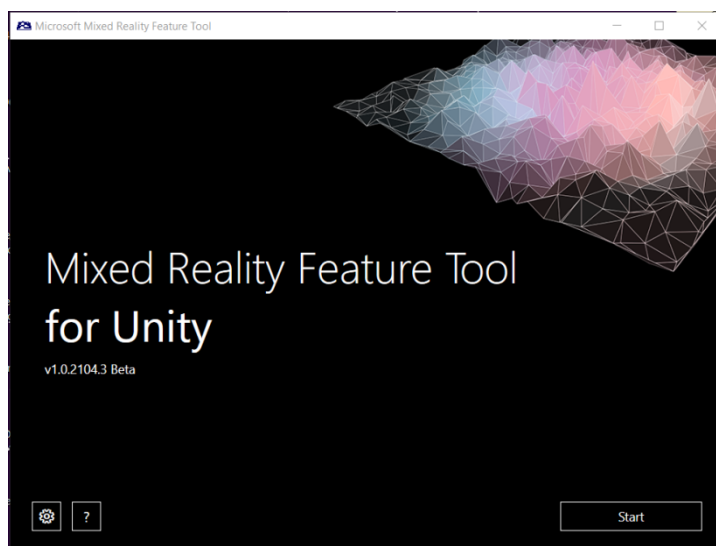 Microsoft Mixed Reality Feature Tool
Mixed Reality Feature Tool
for Unity
v1.0.2104.3 Beta
?
Start